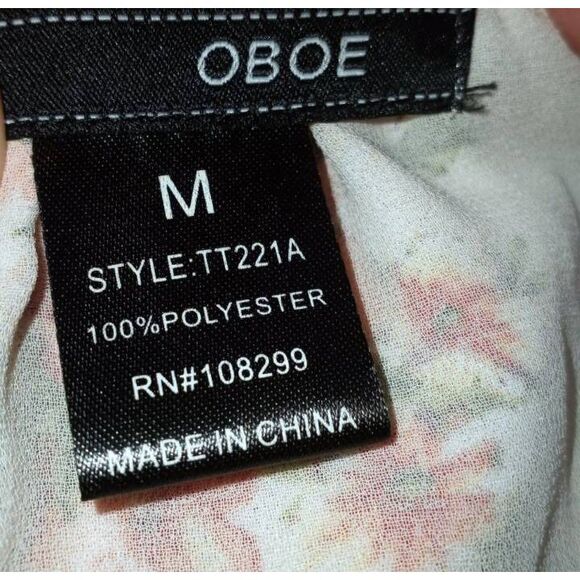 OBOE
M
STYLE:TT221A
100%POLYESTER
RN#108299
MADE IN CHINA